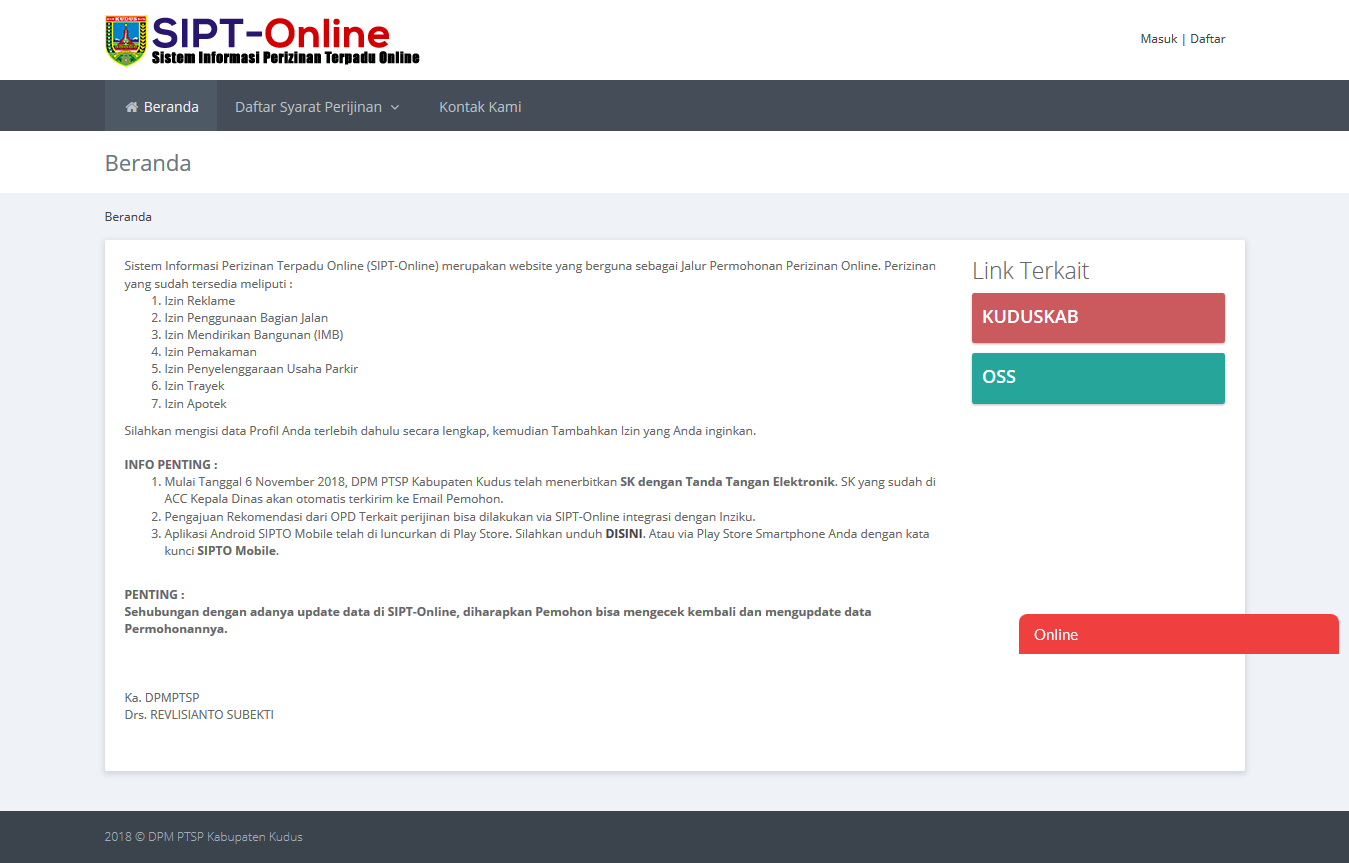 KUDUS
SIPT-Online
Sistem Informasi Perizinan Terpadu Online
Masuk | Daftar
Beranda
Daftar Syarat Perijinan
Kontak Kami
Beranda
Beranda
Sistem Informasi Perizinan Terpadu Online (SIPT-Online) merupakan website yang berguna sebagai Jalur Permohonan Perizinan Online. Perizinan
yang sudah tersedia meliputi :
1. Izin Reklame
2. Izin Penggunaan Bagian Jalan
3. Izin Mendirikan Bangunan (IMB)
4. Izin Pemakaman
5. Izin Penyelenggaraan Usaha Parkir
6. Izin Trayek
7. Izin Apotek
Silahkan mengisi data Profil Anda terlebih dahulu secara lengkap, kemudian Tambahkan Izin yang Anda inginkan.
INFO PENTING :
1. Mulai Tanggal 6 November 2018, DPM PTSP Kabupaten Kudus telah menerbitkan SK dengan Tanda Tangan Elektronik. SK yang sudah di
ACC Kepala Dinas akan otomatis terkirim ke Email Pemohon.
2. Pengajuan Rekomendasi dari OPD Terkait perijinan bisa dilakukan via SIPT-Online integrasi dengan Inziku.
3. Aplikasi Android SIPTO Mobile telah di luncurkan di Play Store. Silahkan unduh DISINI. Atau via Play Store Smartphone Anda dengan kata
kunci SIPTO Mobile.
PENTING :
Sehubungan dengan adanya update data di SIPT-Online, diharapkan Pemohon bisa mengecek kembali dan mengupdate data
Permohonannya.
Ka. DPMPTSP
Drs. REVLISIANTO SUBEKTI
Link Terkait
KUDUSKAB
OSS
Online
2018 © DPM PTSP Kabupaten Kudus